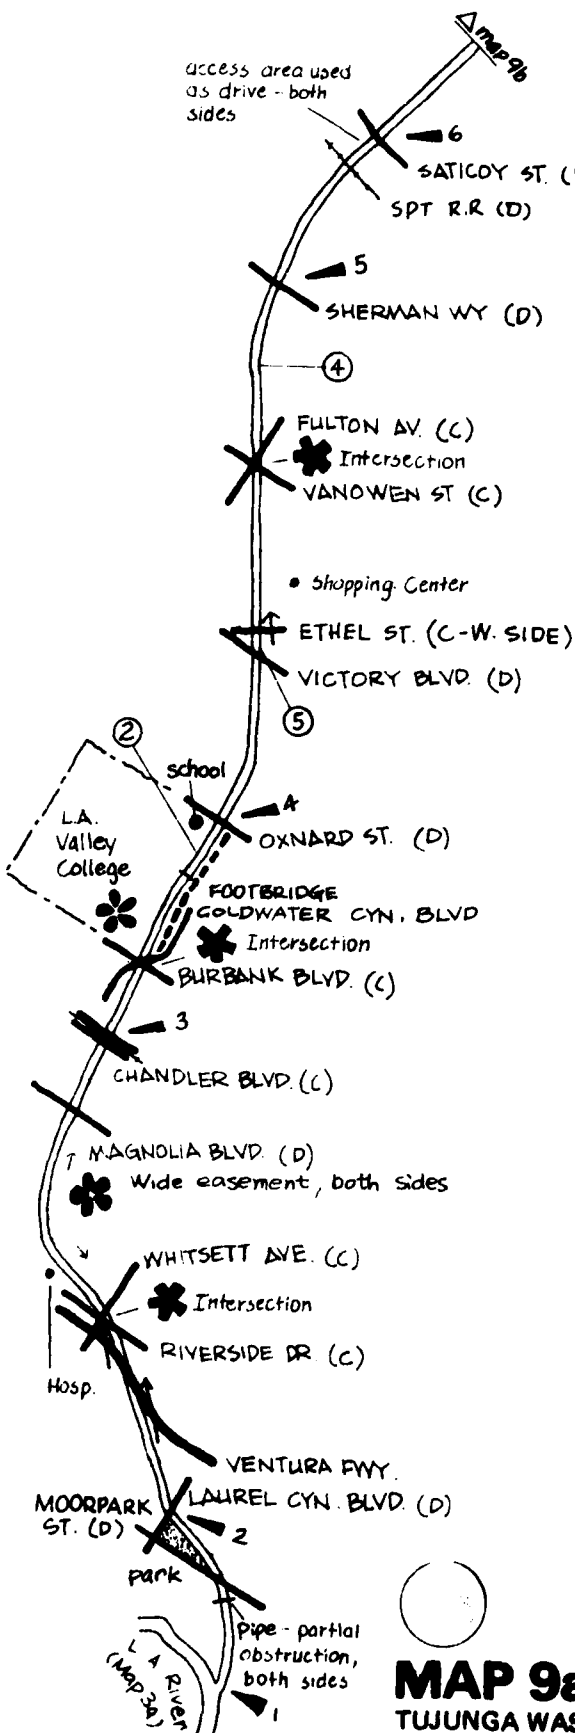 map 9b
access area used
as drive - both
sides
6
SATICOY ST. (
SPT R.R (D)
5
SHERMAN WY (D)
4
FULTON AV. (C)
Intersection
VANOWEN ST (C)
Shopping Center
ETHEL ST. (C-W. SIDE)
VICTORY BLVD. (D)
5
2
school
4
L.A.
Valley
College
OXNARD ST. (D)
FOOTBRIDGE
COLDWATER CYN. BLVD
Intersection
BURBANK BLVD. (C)
3
CHANDLER BLVD. (C)
MAGNOLIA BLVD. (D)
Wide easement, both sides
WHITSETT AVE. (C)
Intersection
RIVERSIDE DR (C)
Hosp.
VENTURA FWY.
LAUREL CYN. BLVD. (D)
MOORPARK
ST. (D)
2
park
pipe - partial
obstruction,
both sides
L A River
(Map 3a)
1
MAP 9a
TUJUNGA WAS